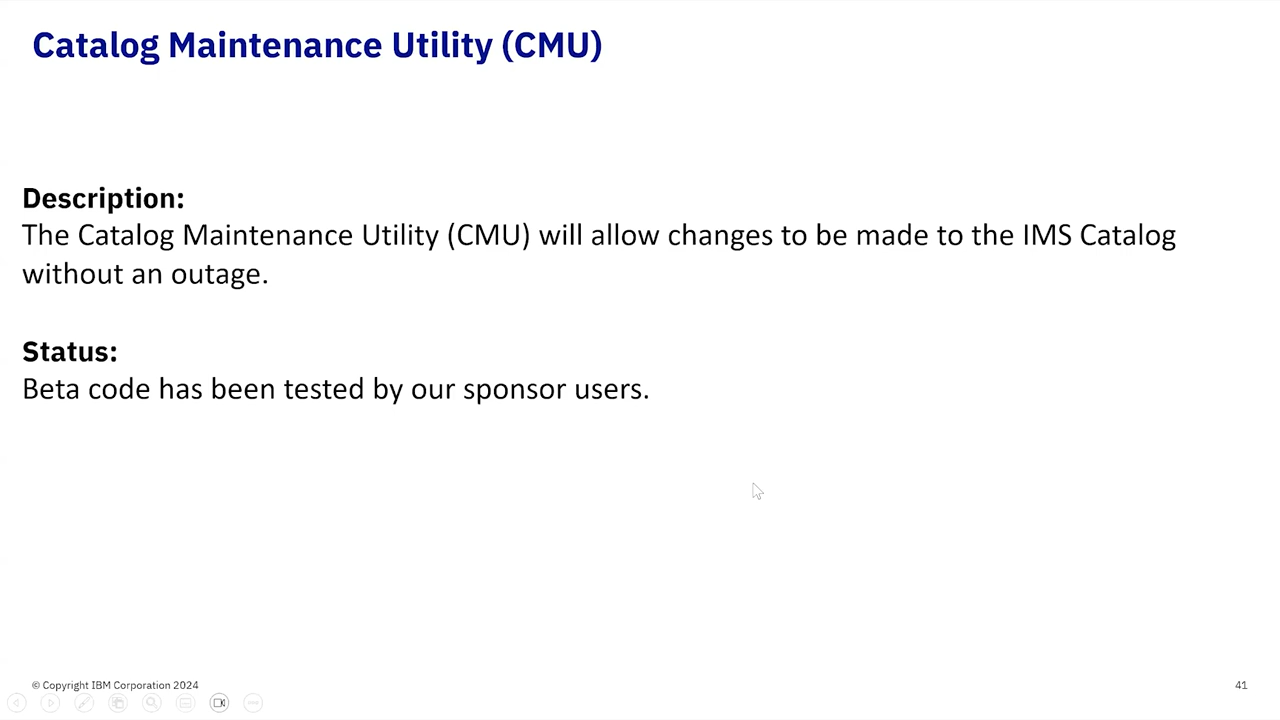 Catalog Maintenance Utility (CMU)
Description:
The Catalog Maintenance Utility (CMU) will allow changes to be made to the IMS Catalog
without an outage.
Status:
Beta code has been tested by our sponsor users.
© Copyright IBM Corporation 2024
41